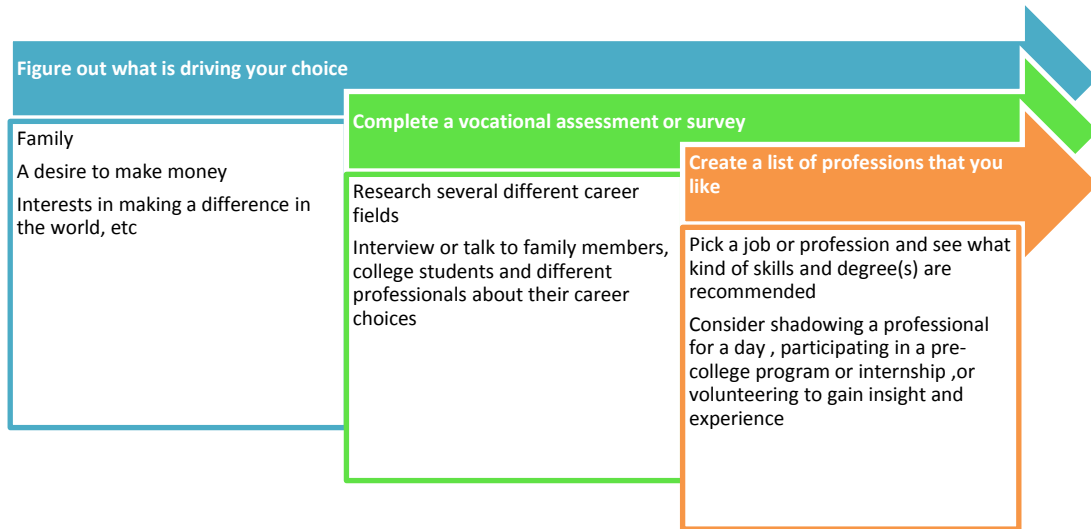 Figure out what is driving your choice
Family
A desire to make money
Interests in making a difference in
the world, etc
Complete a vocational assessment or survey
Research several different career
fields
Interview or talk to family members,
college students and different
professionals about their career
choices
Create a list of professions that you
like
Pick a job or profession and see what
kind of skills and degree(s) are
recommended
Consider shadowing a professional
for a day , participating in a pre-
college program or internship ,or
volunteering to gain insight and
experience